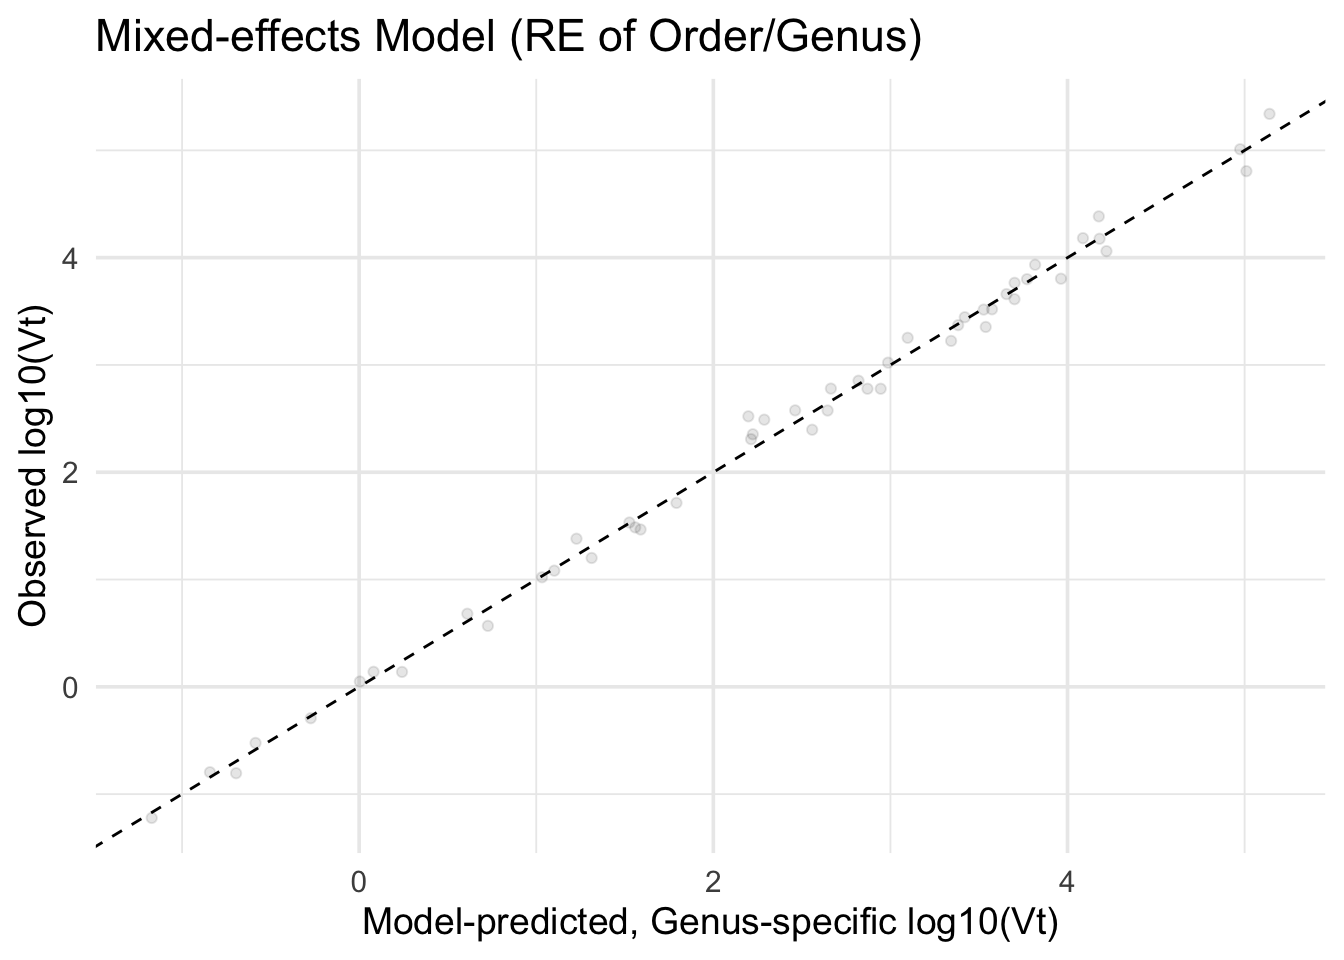 Mixed-effects Model (RE of Order/Genus)
Observed log10(Vt)
4
2
0
0 2 4
Model-predicted, Genus-specific log10(Vt)